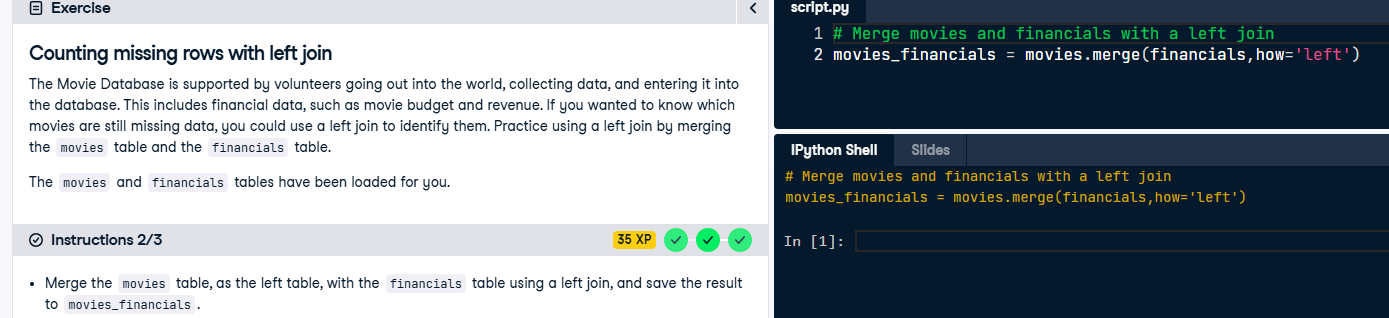 Exercise
Counting missing rows with left join
The Movie Database is supported by volunteers going out into the world, collecting data, and entering it into
the database. This includes financial data, such as movie budget and revenue. If you wanted to know which
movies are still missing data, you could use a left join to identify them. Practice using a left join by merging
the movies table and the financials table.
The movies and financials tables have been loaded for you.
Instructions 2/3
35 XP
• Merge the movies table, as the left table, with the financials table using a left join, and save the result
to movies_financials.
script.py
1 # Merge movies and financials with a left join
2 movies_financials = movies.merge(financials,how='left')
IPython Shell
Slides
# Merge movies and financials with a left join
movies_financials = movies.merge(financials,how='left')
In [1]: